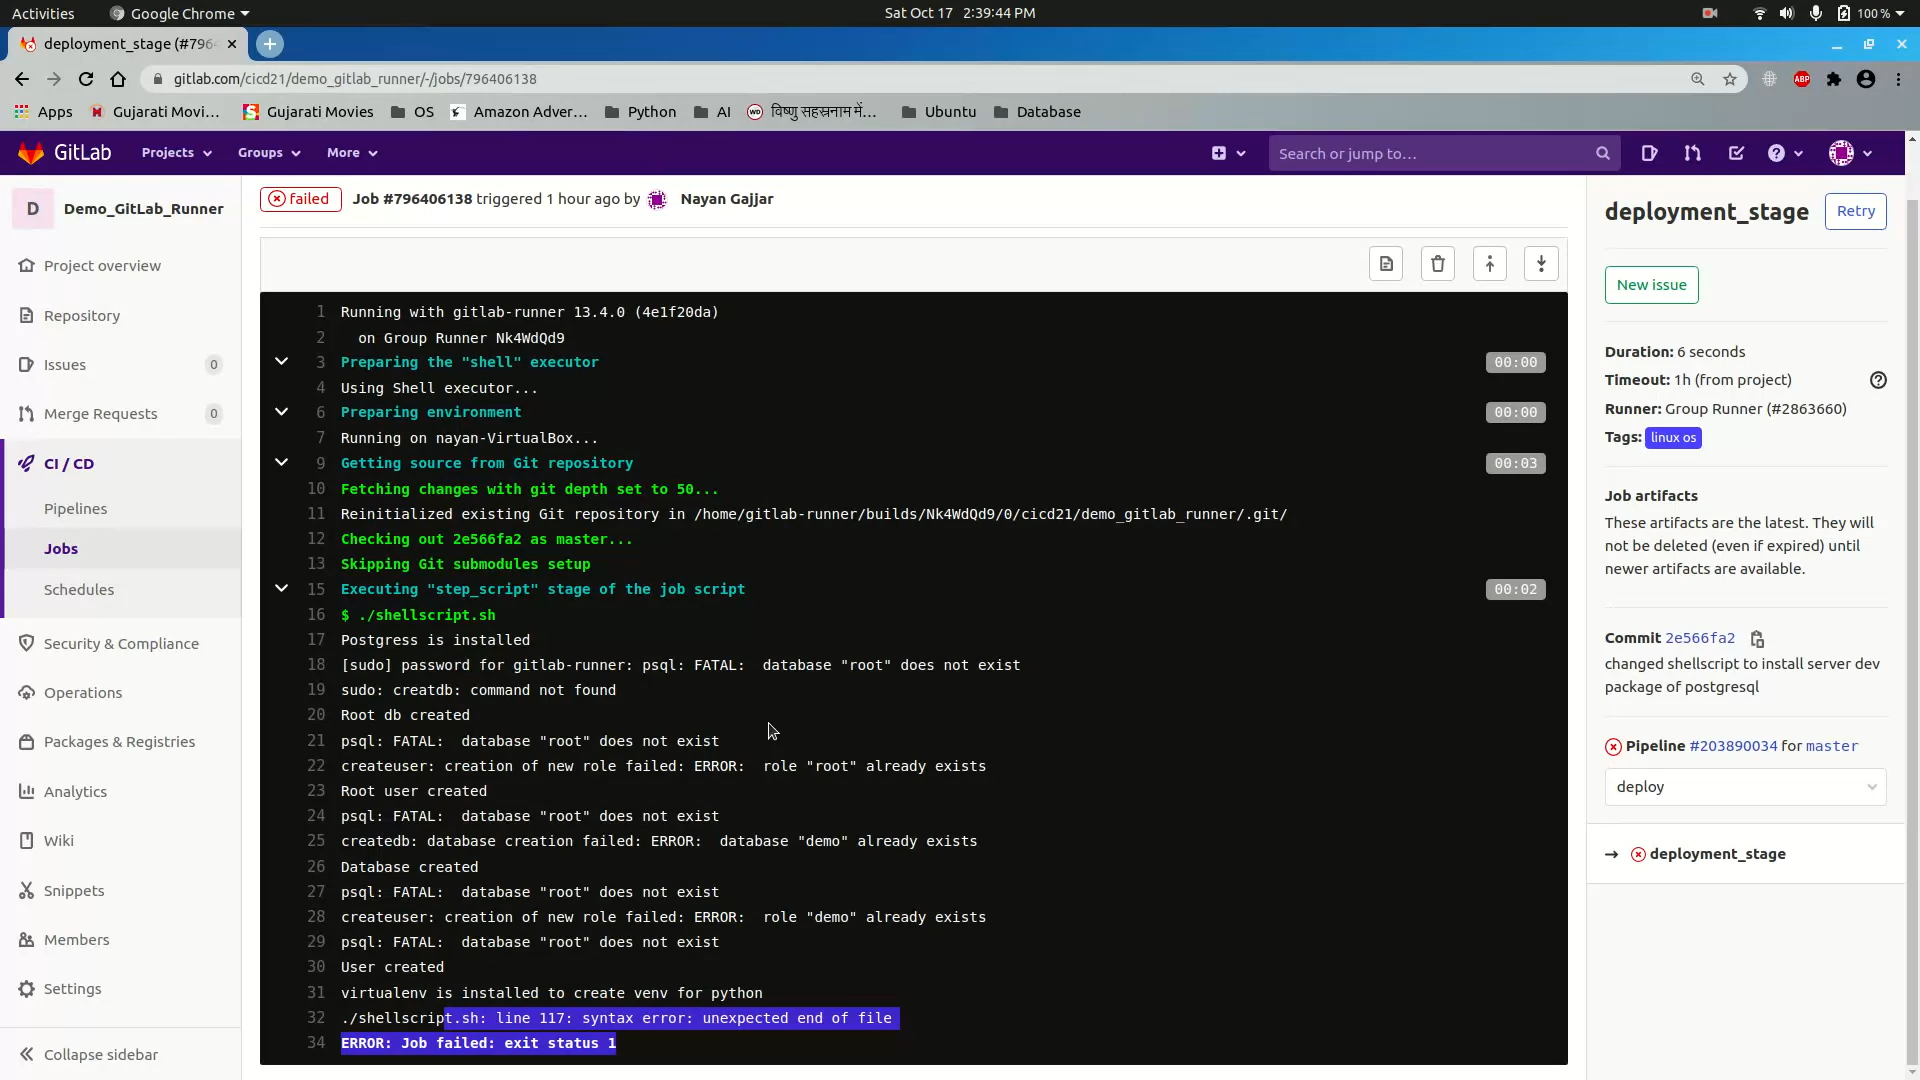 Activities
Google Chrome
Sat Oct 17 2:39:44 PM
100 %
deployment_stage (#796
gitlab.com/cicd21/demo_gitlab_runner/-/jobs/796406138
ABP
Apps
Gujarati Movi...
Gujarati Movies
OS
Amazon Adver...
Python
AI
WD
विष्णु सहस्रनाम में...
Ubuntu
Database
GitLab
Projects
Groups
More
Search or jump to...
D
Demo_GitLab_Runner
Project overview
Repository
Issues 0
Merge Requests 0
CI / CD
Pipelines
Jobs
Schedules
Security & Compliance
Operations
Packages & Registries
Analytics
Wiki
Snippets
Members
Settings
Collapse sidebar
failed Job #796406138 triggered 1 hour ago by Nayan Gajjar
1 Running with gitlab-runner 13.4.0 (4e1f20da)
2 on Group Runner Nk4WdQd9
3 Preparing the "shell" executor 00:00
4 Using Shell executor...
6 Preparing environment 00:00
7 Running on nayan-VirtualBox...
9 Getting source from Git repository 00:03
10 Fetching changes with git depth set to 50...
11 Reinitialized existing Git repository in /home/gitlab-runner/builds/Nk4WdQd9/0/cicd21/demo_gitlab_runner/.git/
12 Checking out 2e566fa2 as master...
13 Skipping Git submodules setup
15 Executing "step_script" stage of the job script 00:02
16 $ ./shellscript.sh
17 Postgress is installed
18 [sudo] password for gitlab-runner: psql: FATAL:  database "root" does not exist
19 sudo: creatdb: command not found
20 Root db created
21 psql: FATAL:  database "root" does not exist
22 createuser: creation of new role failed: ERROR:  role "root" already exists
23 Root user created
24 psql: FATAL:  database "root" does not exist
25 createdb: database creation failed: ERROR:  database "demo" already exists
26 Database created
27 psql: FATAL:  database "root" does not exist
28 createuser: creation of new role failed: ERROR:  role "demo" already exists
29 psql: FATAL:  database "root" does not exist
30 User created
31 virtualenv is installed to create venv for python
32 ./shellscript.sh: line 117: syntax error: unexpected end of file
34 ERROR: Job failed: exit status 1
deployment_stage
Retry
New issue
Duration: 6 seconds
Timeout: 1h (from project)
Runner: Group Runner (#2863660)
Tags: linux os
Job artifacts
These artifacts are the latest. They will
not be deleted (even if expired) until
newer artifacts are available.
Commit 2e566fa2
changed shellscript to install server dev
package of postgresql
Pipeline #203890034 for master
deploy
deployment_stage